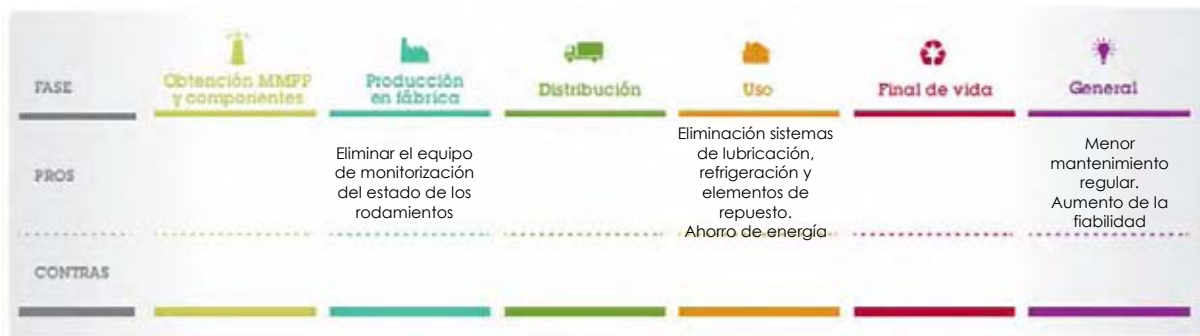 FASE
Obtención MMPP
y componentes
Producción
en fábrica
Distribución
Uso
Final de vida
General
PROS
Eliminar el equipo
de monitorización
del estado de los
rodamientos
Eliminación sistemas
de lubricación,
refrigeración y
elementos de
repuesto.
Ahorro de energía
Menor
mantenimiento
regular.
Aumento de la
fiabilidad
CONTRAS